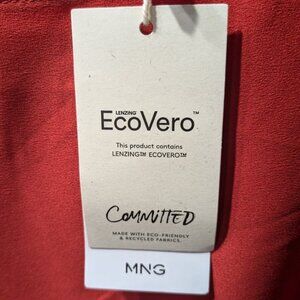 LENZING
EcoVero™
This product contains
LENZING™ ECOVERO™
COMMITTED
MADE WITH ECO-FRIENDLY
& RECYCLED FABRICS.
MNG